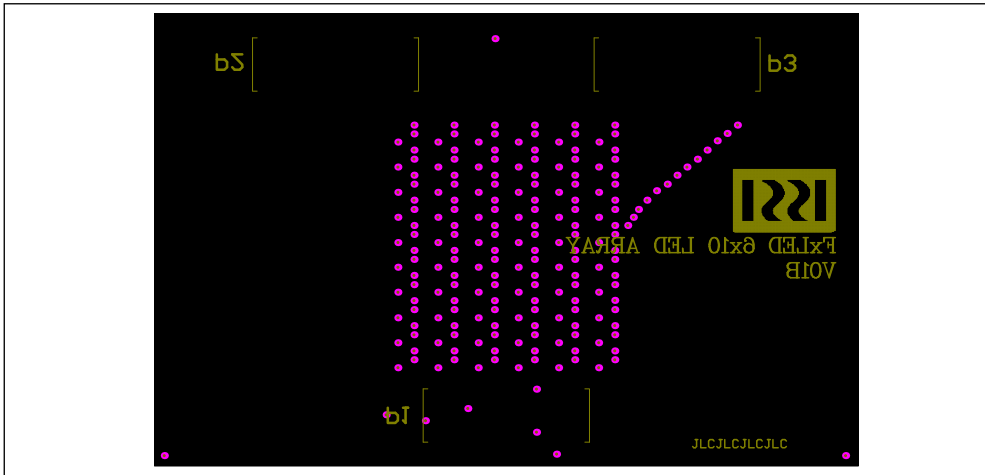 P2
P3
ISSI
FxLED 6x10 LED ARRAY
V01B
P1
JLCJLCJLCJLC